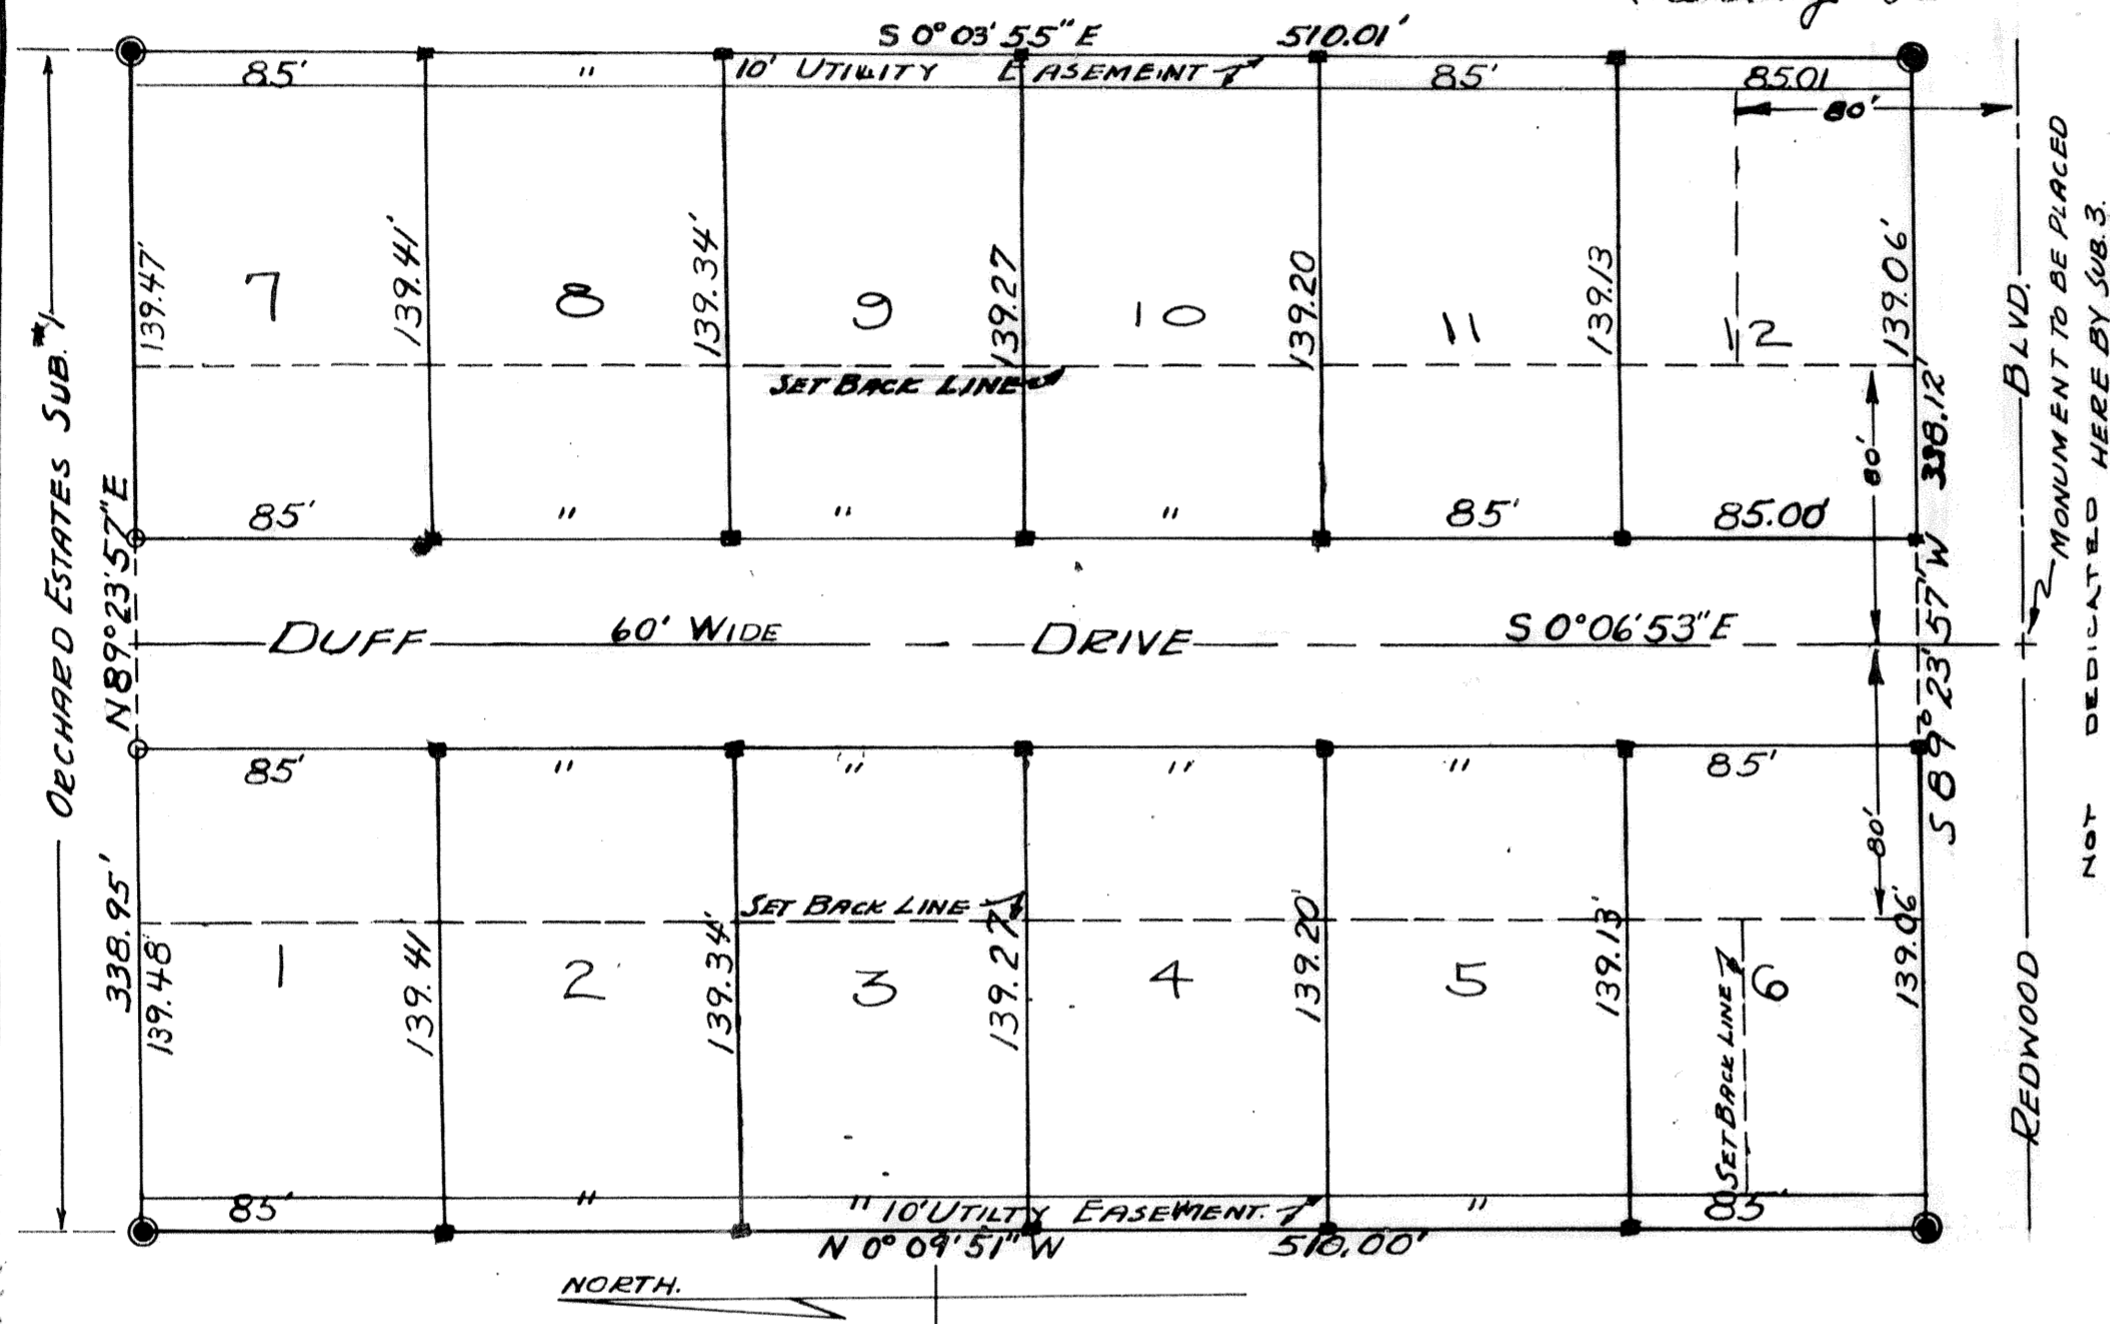 S 0° 03' 55" E 510.01'
85' " 10' UTILITY EASEMENT 85' 85.01
80'
139.47' 139.41' 139.34' 139.27 139.20 139.13 139.06'
7 8 9 10 11 12
SET BACK LINE
80'
85' " " " 85' 85.00'
DUFF 60' WIDE DRIVE S 0° 06' 53" E
85' " " " " 85'
80'
SET BACK LINE
1 2 3 4 5 6
139.48' 139.41 139.34' 139.27' 139.20' 139.13' 139.06'
SET BACK LINE
85' " " 10' UTILTY EASEMENT. " 85'
N 0° 09' 51" W 510.00'
NORTH.
ORCHARD ESTATES SUB. #1
N 89° 23' 57" E
338.95'
S 89° 23' 57" W 338.12'
REDWOOD BLVD.
MONUMENT TO BE PLACED
HERE BY SUB. 3.
NOT DEDICATED